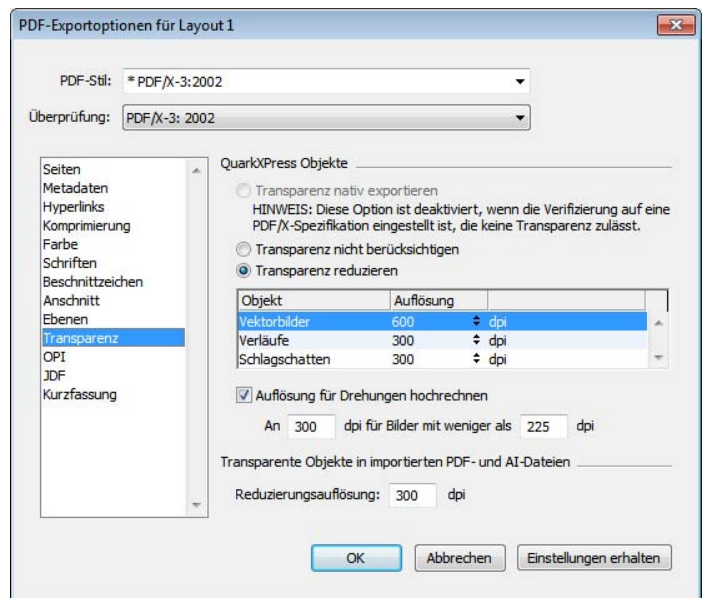 PDF-Exportoptionen für Layout 1
PDF-Stil: * PDF/X-3:2002
Überprüfung: PDF/X-3: 2002
Seiten
Metadaten
Hyperlinks
Komprimierung
Farbe
Schriften
Beschnittzeichen
Anschnitt
Ebenen
Transparenz
OPI
JDF
Kurzfassung
QuarkXPress Objekte
Transparenz nativ exportieren
HINWEIS: Diese Option ist deaktiviert, wenn die Verifizierung auf eine
PDF/X-Spezifikation eingestellt ist, die keine Transparenz zulässt.
Transparenz nicht berücksichtigen
Transparenz reduzieren
Objekt Auflösung
Vektorbilder 600 dpi
Verläufe 300 dpi
Schlagschatten 300 dpi
Auflösung für Drehungen hochrechnen
An 300 dpi für Bilder mit weniger als 225 dpi
Transparente Objekte in importierten PDF- und AI-Dateien
Reduzierungsauflösung: 300 dpi
OK Abbrechen Einstellungen erhalten